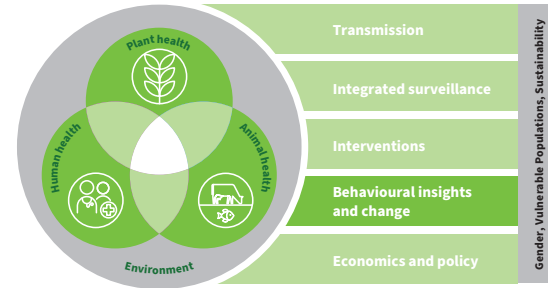 Plant health
Human health
Animal health
Environment
Transmission
Integrated surveillance
Interventions
Behavioural insights
and change
Economics and policy
Gender, Vulnerable Populations, Sustainability